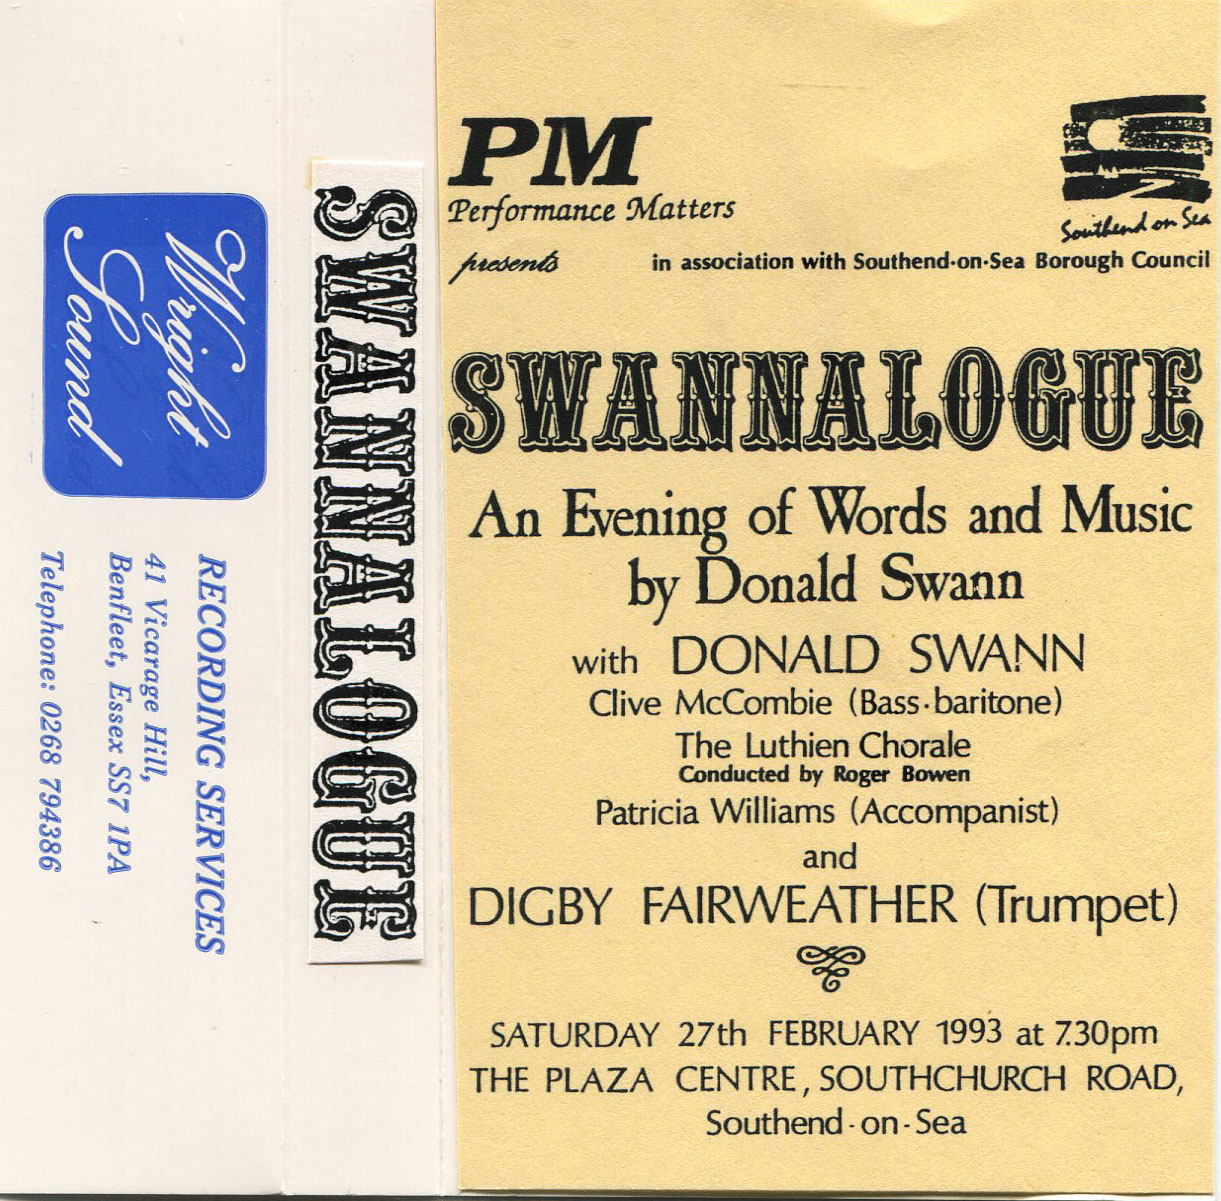 Wright
Sound
RECORDING SERVICES
41 Vicarage Hill,
Benfleet, Essex SS7 1PA
Telephone: 0268 794386
SWANNALOGUE
PM
Performance Matters
Southend on Sea
presents
in association with Southend·on·Sea Borough Council
SWANNALOGUE
An Evening of Words and Music
by Donald Swann
with DONALD SWANN
Clive McCombie (Bass·baritone)
The Luthien Chorale
Conducted by Roger Bowen
Patricia Williams (Accompanist)
and
DIGBY FAIRWEATHER (Trumpet)
SATURDAY 27th FEBRUARY 1993 at 7.30pm
THE PLAZA CENTRE, SOUTHCHURCH ROAD,
Southend·on·Sea